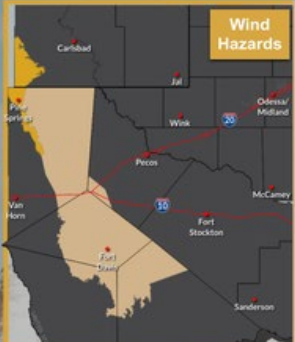 Wind
Hazards
Carlsbad
Jal
Pine
Springs
Odessa/
Midland
Wink
20
Pecos
McCamey
Van
Horn
10
Fort
Stockton
Fort
Davis
Sanderson